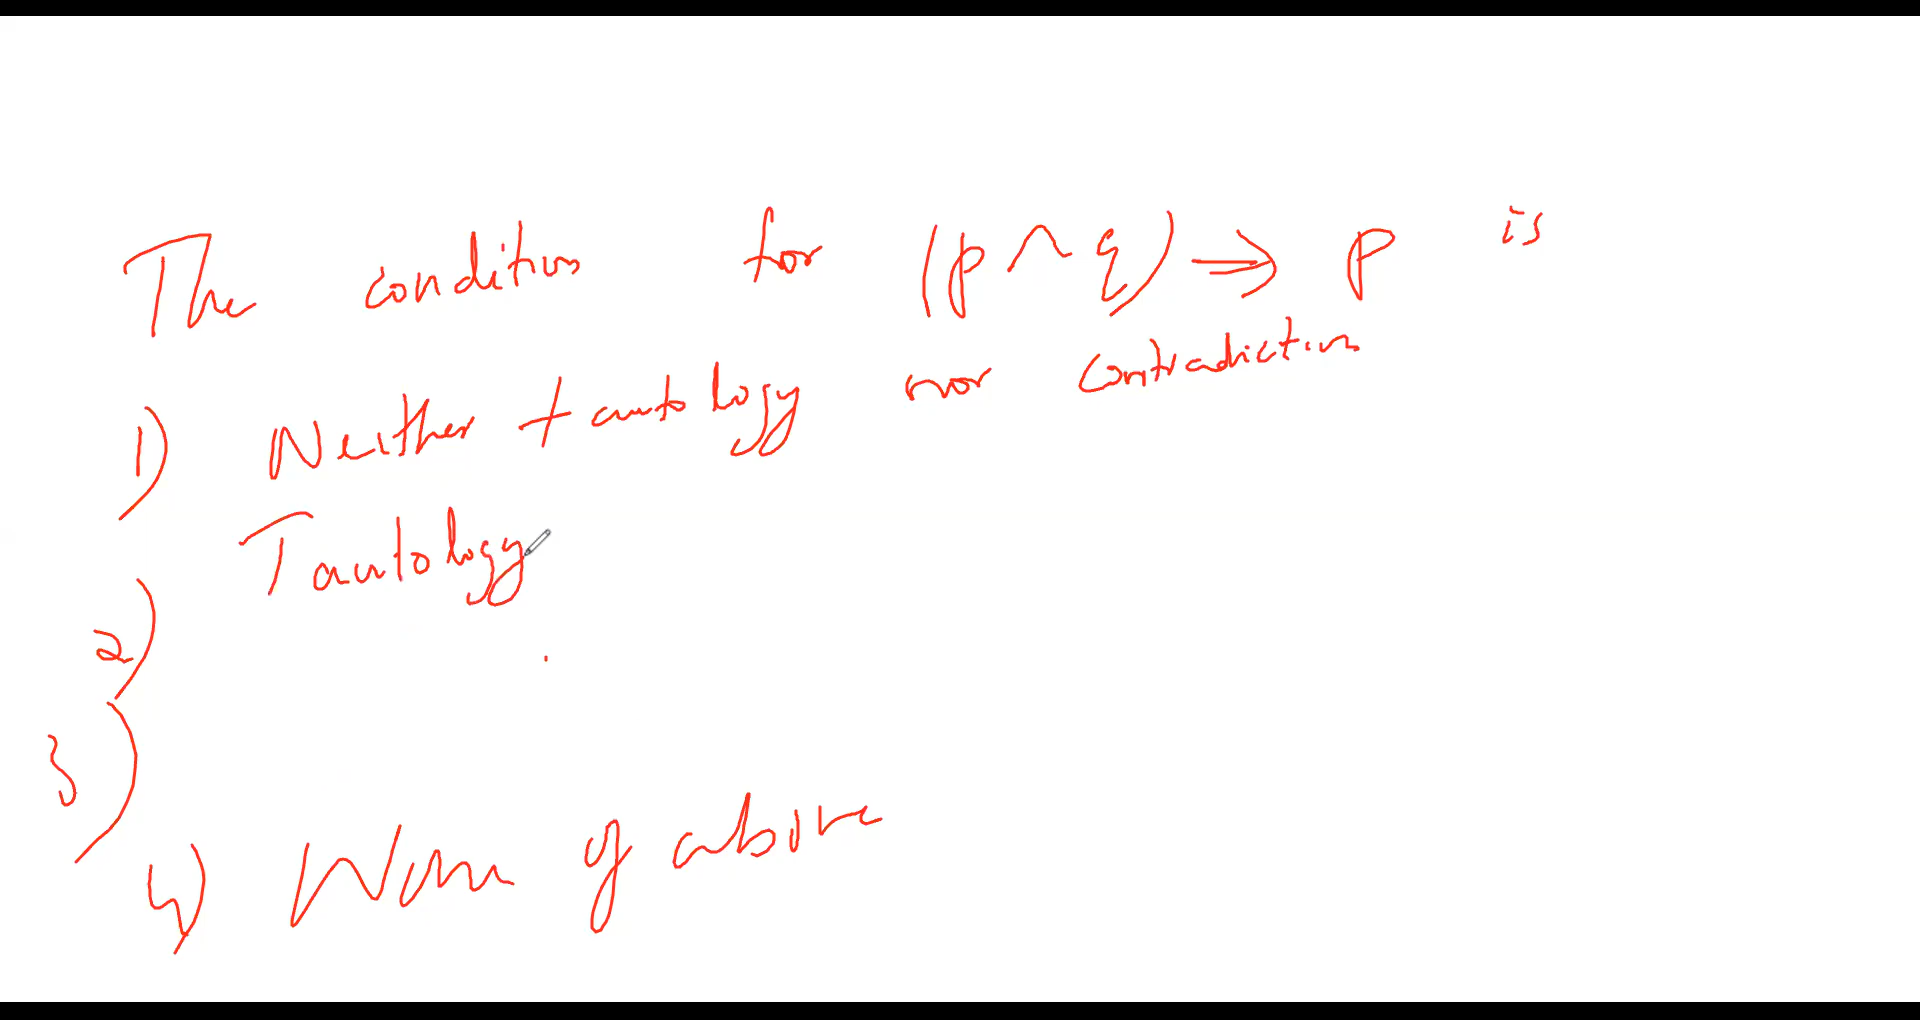 The condition for (p ∧ q) ⇒ p is
1) Neither tautology nor contradiction
Tautology
2)
3)
4) None of above